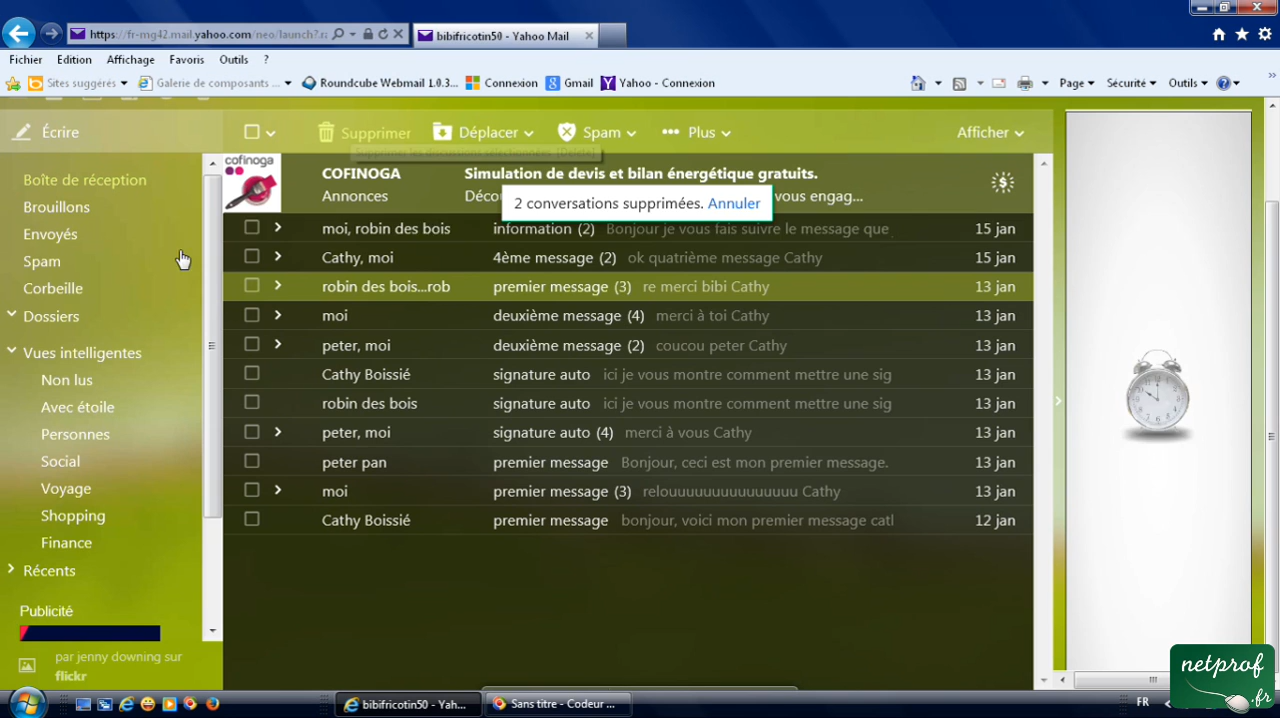 https://fr-mg42.mail.yahoo.com/neo/launch?.ra
bibifricotin50 - Yahoo Mail
Fichier Edition Affichage Favoris Outils ?
Sites suggérés Galerie de composants ... Roundcube Webmail 1.0.3... Connexion Gmail Yahoo - Connexion Page Sécurité Outils
Écrire Supprimer Déplacer Spam Plus Afficher
Supprimer les discussions sélectionnées [Delete]
cofinoga
COFINOGA Simulation de devis et bilan énergétique gratuits.
Annonces Déco vous engag...
2 conversations supprimées. Annuler
Boîte de réception
Brouillons
Envoyés
Spam
Corbeille
Dossiers
Vues intelligentes
Non lus
Avec étoile
Personnes
Social
Voyage
Shopping
Finance
Récents
Publicité
par jenny downing sur
flickr
moi, robin des bois information (2) Bonjour je vous fais suivre le message que 15 jan
Cathy, moi 4ème message (2) ok quatrième message Cathy 15 jan
robin des bois...rob premier message (3) re merci bibi Cathy 13 jan
moi deuxième message (4) merci à toi Cathy 13 jan
peter, moi deuxième message (2) coucou peter Cathy 13 jan
Cathy Boissié signature auto ici je vous montre comment mettre une sig 13 jan
robin des bois signature auto ici je vous montre comment mettre une sig 13 jan
peter, moi signature auto (4) merci à vous Cathy 13 jan
peter pan premier message Bonjour, ceci est mon premier message. 13 jan
moi premier message (3) relouuuuuuuuuuuuuuu Cathy 13 jan
Cathy Boissié premier message bonjour, voici mon premier message catl 12 jan
netprof
.fr
bibifricotin50 - Yah... Sans titre - Codeur ... FR